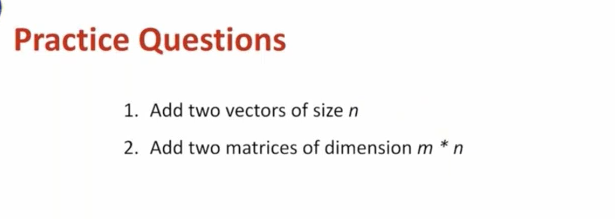 Practice Questions
1. Add two vectors of size n
2. Add two matrices of dimension m * n